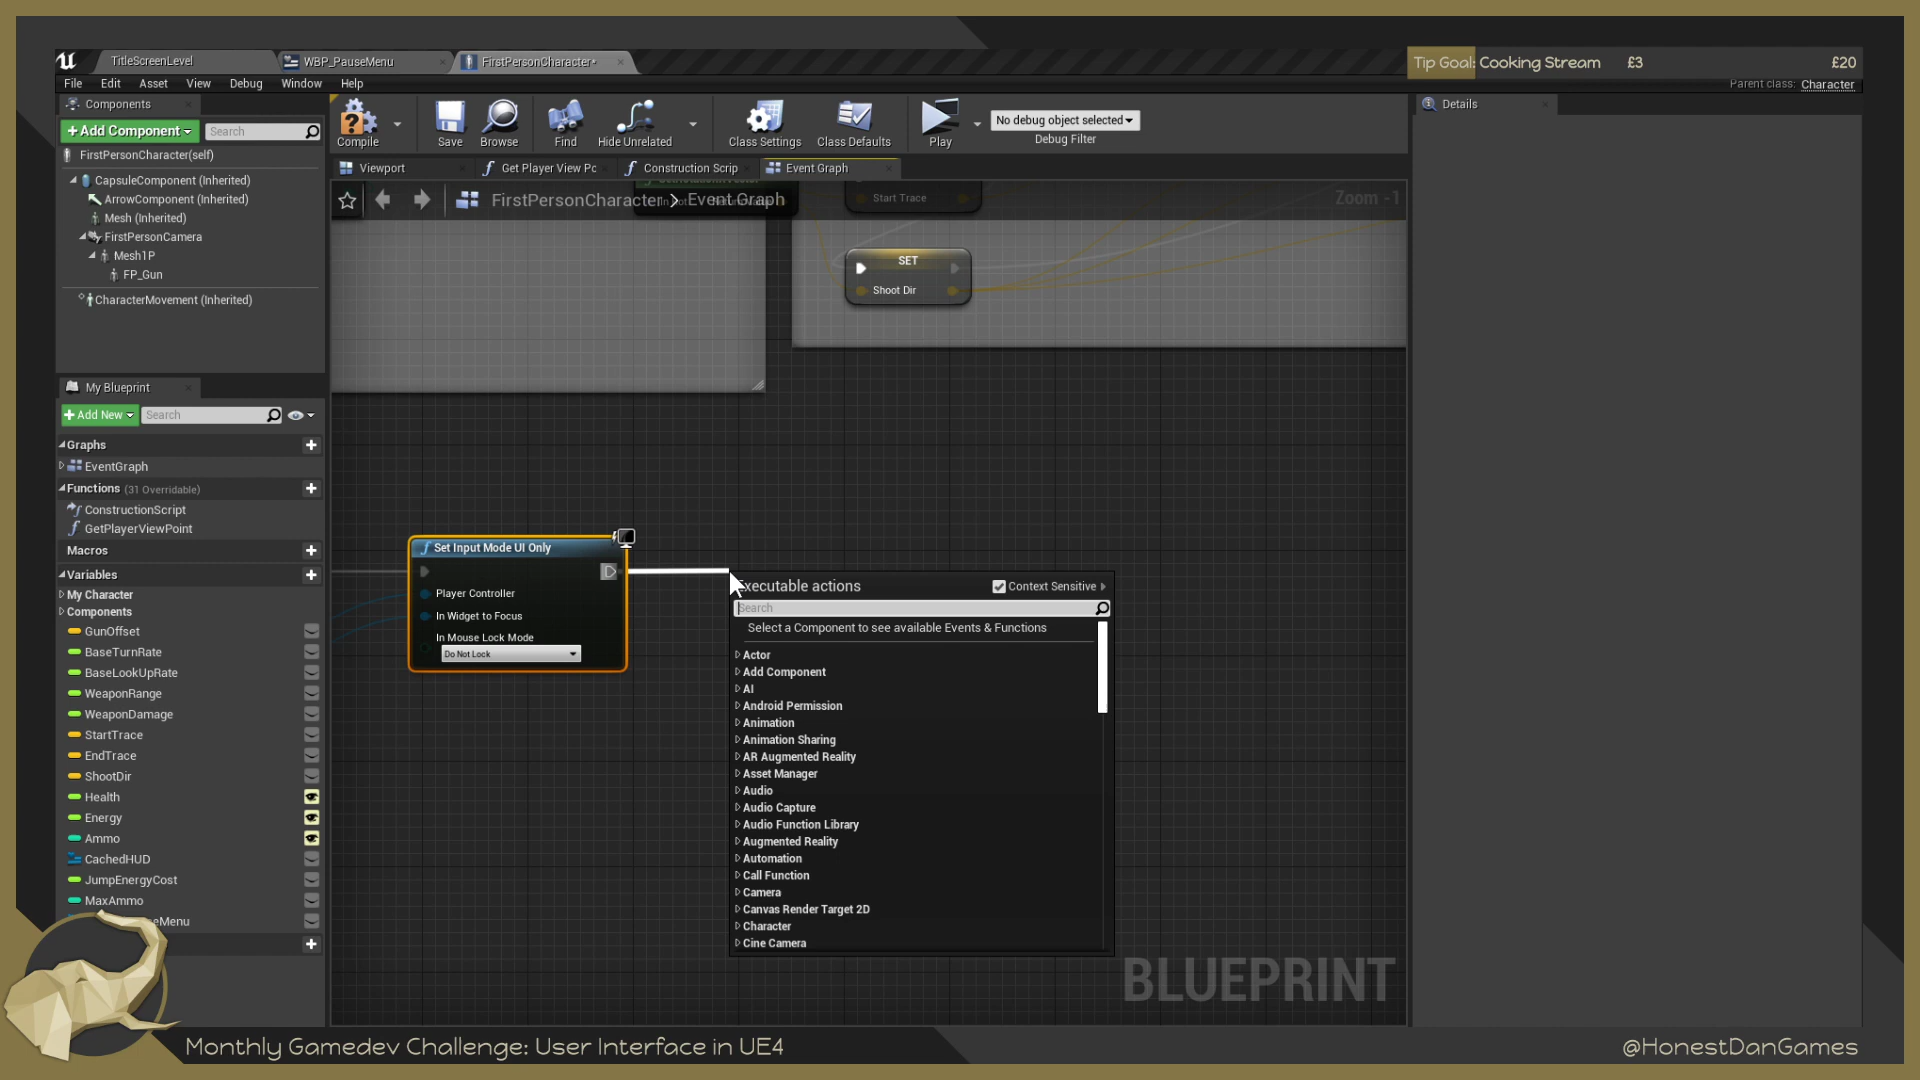 TitleScreenLevel
WBP_PauseMenu
FirstPersonCharacter*
Tip Goal: Cooking Stream £3 £20
File Edit Asset View Debug Window Help
Parent class: Character
Components
+Add Component
Search
FirstPersonCharacter(self)
CapsuleComponent (Inherited)
ArrowComponent (Inherited)
Mesh (Inherited)
FirstPersonCamera
Mesh1P
FP_Gun
CharacterMovement (Inherited)
Compile
Save
Browse
Find
Hide Unrelated
Class Settings
Class Defaults
Play
No debug object selected
Debug Filter
Details
Viewport
Get Player View Pc
Construction Scrip
Event Graph
FirstPersonCharacter > Event Graph
Zoom -1
Start Trace
SET
Shoot Dir
My Blueprint
+Add New
Search
Graphs
EventGraph
Functions (31 Overridable)
ConstructionScript
GetPlayerViewPoint
Macros
Variables
My Character
Components
GunOffset
BaseTurnRate
BaseLookUpRate
WeaponRange
WeaponDamage
StartTrace
EndTrace
ShootDir
Health
Energy
Ammo
CachedHUD
JumpEnergyCost
MaxAmmo
eMenu
Set Input Mode UI Only
Player Controller
In Widget to Focus
In Mouse Lock Mode
Do Not Lock
Executable actions
Context Sensitive
Search
Select a Component to see available Events & Functions
Actor
Add Component
AI
Android Permission
Animation
Animation Sharing
AR Augmented Reality
Asset Manager
Audio
Audio Capture
Audio Function Library
Augmented Reality
Automation
Call Function
Camera
Canvas Render Target 2D
Character
Cine Camera
BLUEPRINT
Monthly Gamedev Challenge: User Interface in UE4
@HonestDanGames